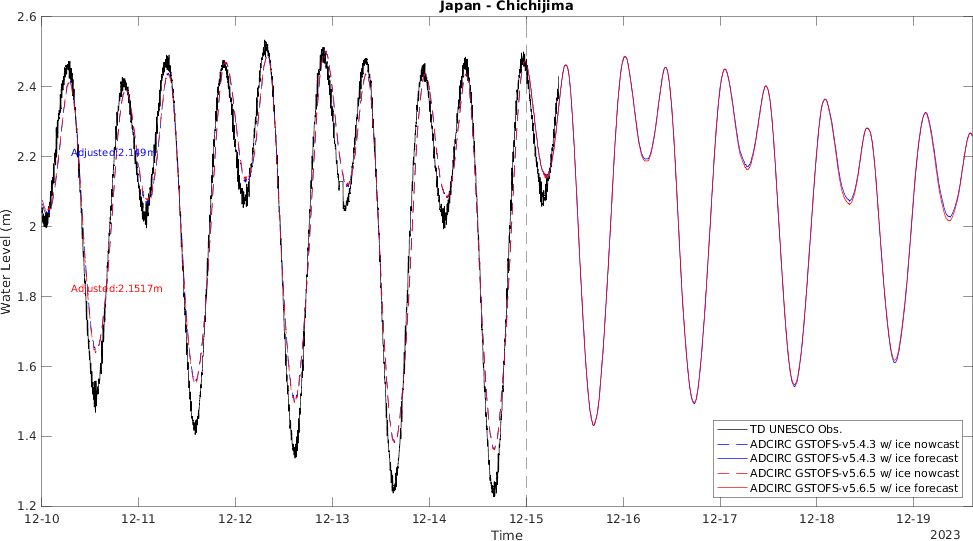 Japan - Chichijima
2.6
2.4
2.2
2
1.8
1.6
1.4
1.2
Water Level (m)
Adjusted:2.149m
Adjusted:2.1517m
TD UNESCO Obs.
ADCIRC GSTOFS-v5.4.3 w/ ice nowcast
ADCIRC GSTOFS-v5.4.3 w/ ice forecast
ADCIRC GSTOFS-v5.6.5 w/ ice nowcast
ADCIRC GSTOFS-v5.6.5 w/ ice forecast
12-10 12-11 12-12 12-13 12-14 12-15 12-16 12-17 12-18 12-19
Time
2023